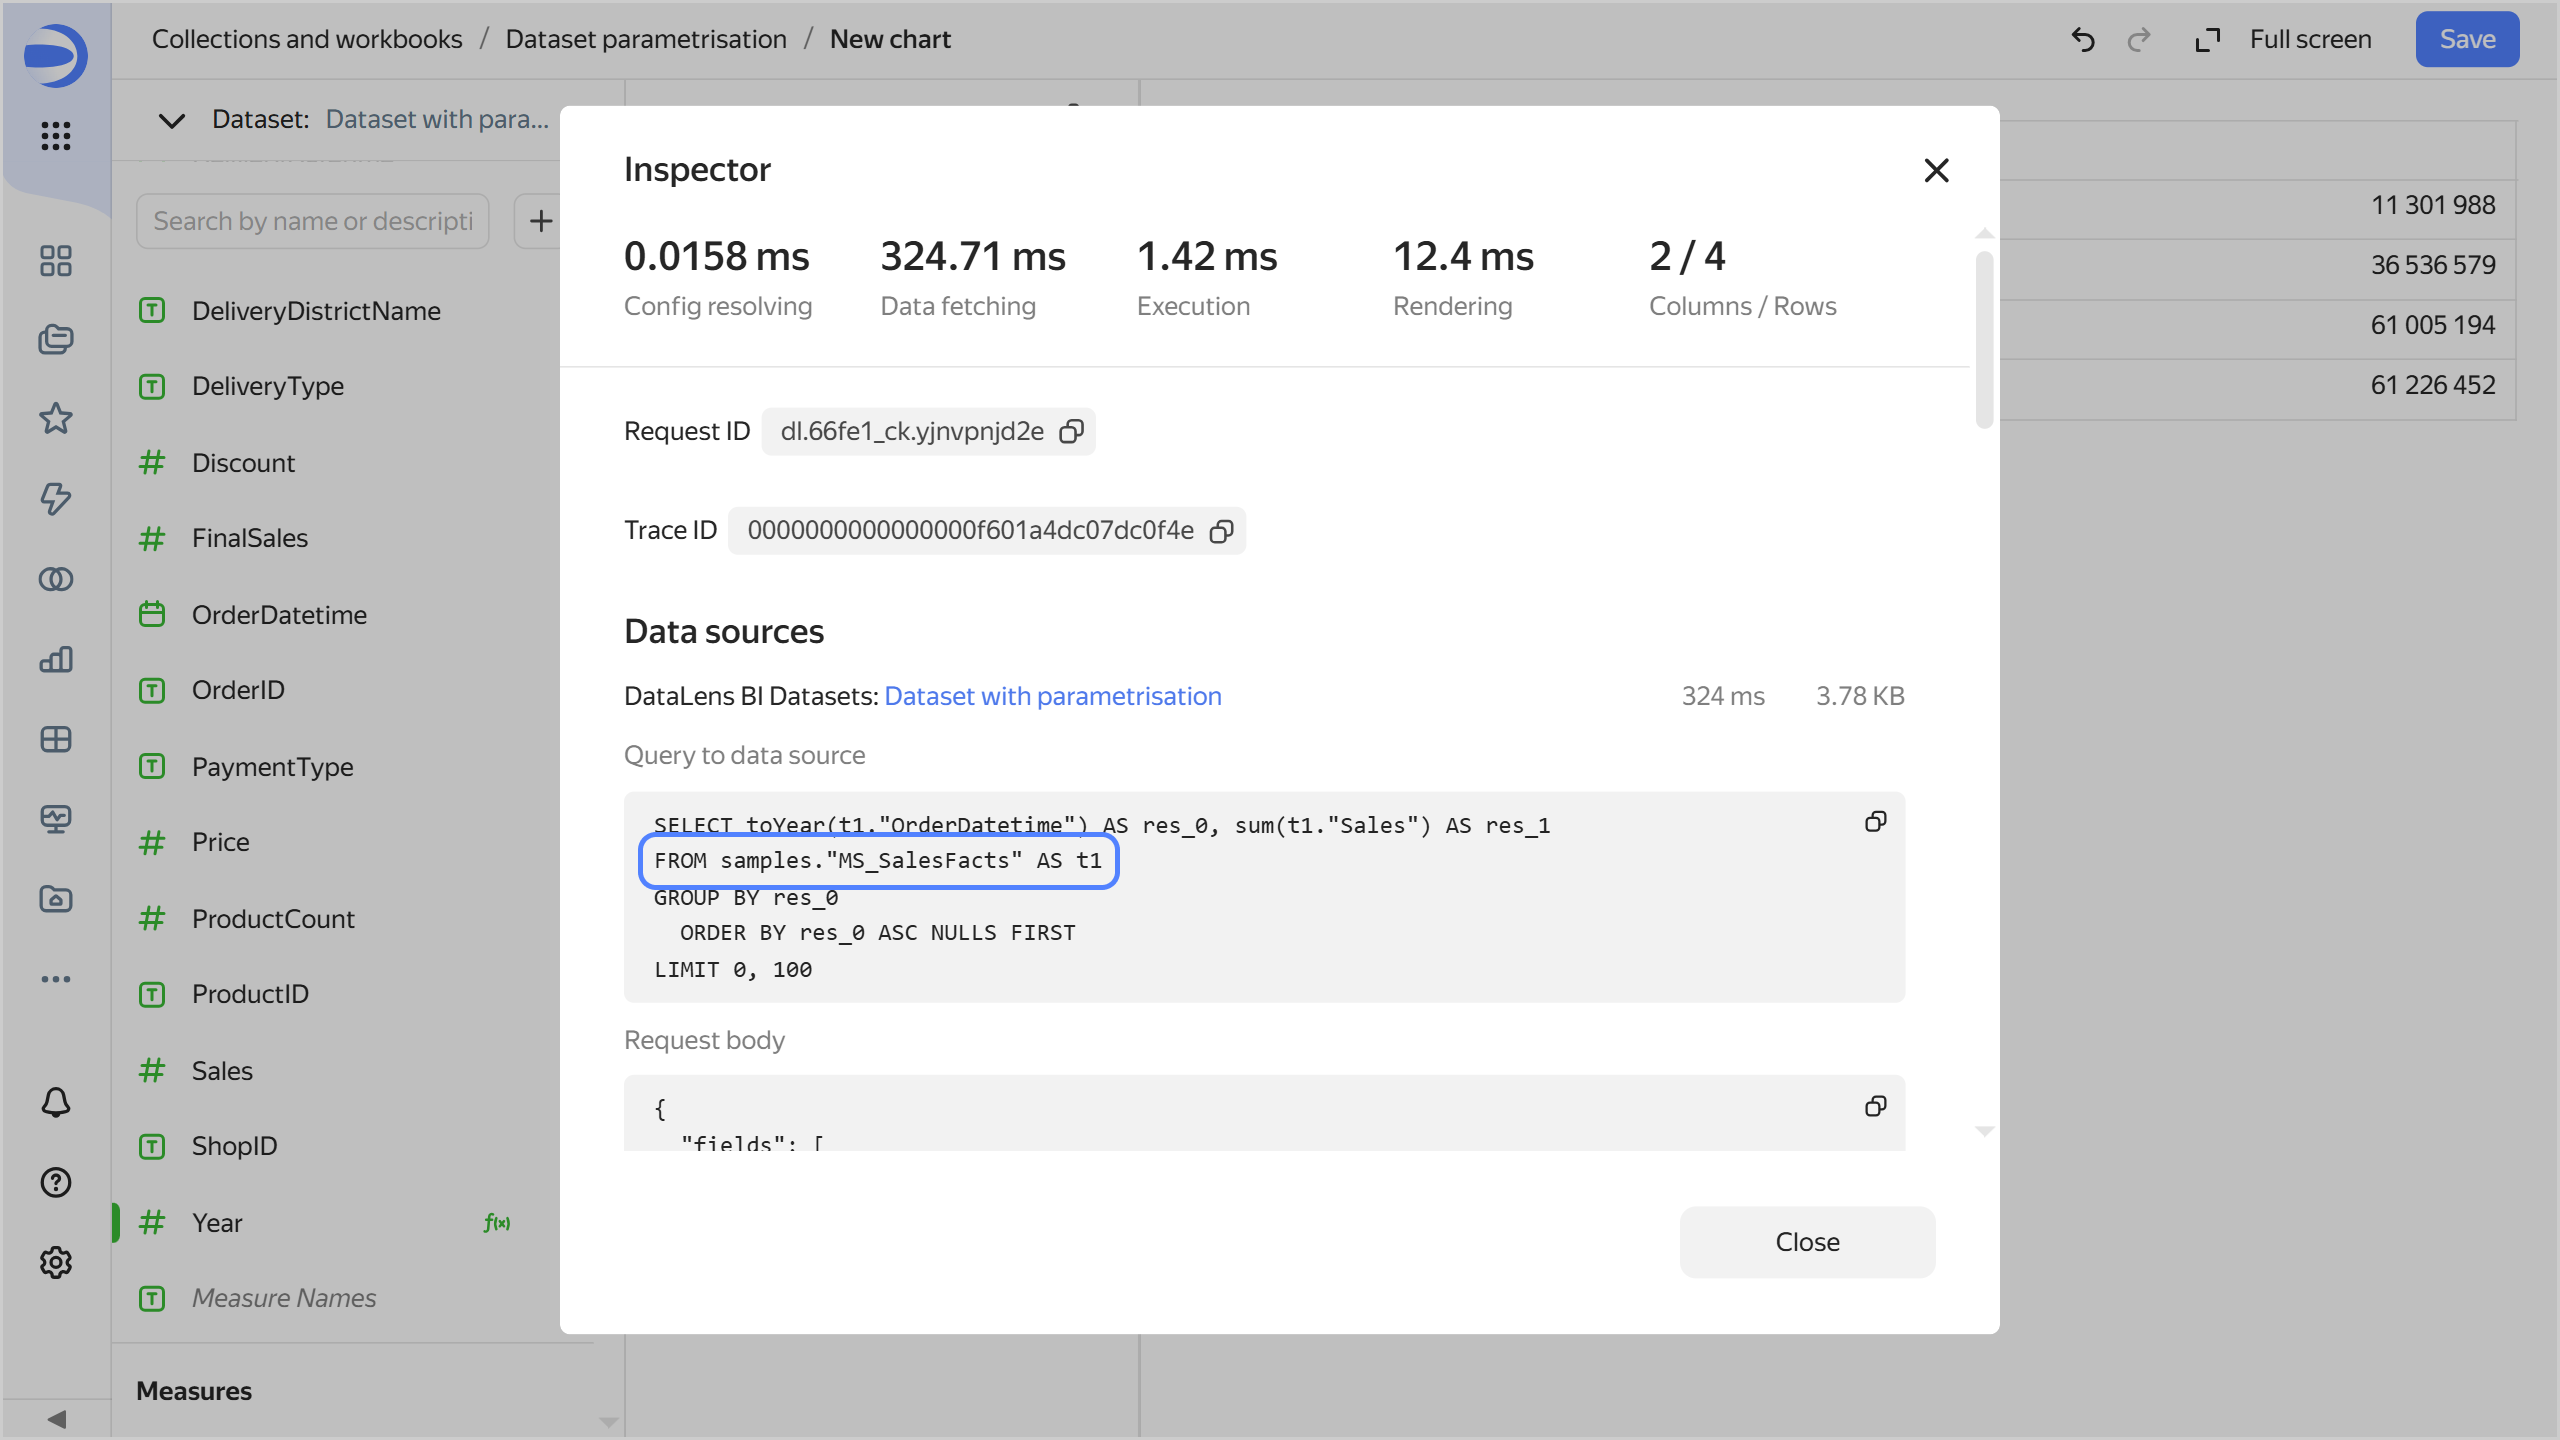 Collections and workbooks / Dataset parametrisation / New chart
Full screen
Save
Dataset: Dataset with para...
Search by name or descripti
DeliveryDistrictName
DeliveryType
Discount
FinalSales
OrderDatetime
OrderID
PaymentType
Price
ProductCount
ProductID
Sales
ShopID
Year
f(x)
Measure Names
Measures
Inspector
0.0158 ms
Config resolving
324.71 ms
Data fetching
1.42 ms
Execution
12.4 ms
Rendering
2 / 4
Columns / Rows
Request ID dl.66fe1_ck.yjnvpnjd2e
Trace ID 0000000000000000f601a4dc07dc0f4e
Data sources
DataLens BI Datasets: Dataset with parametrisation 324 ms 3.78 KB
Query to data source
SELECT toYear(t1."OrderDatetime") AS res_0, sum(t1."Sales") AS res_1
FROM samples."MS_SalesFacts" AS t1
GROUP BY res_0
ORDER BY res_0 ASC NULLS FIRST
LIMIT 0, 100
Request body
{
"fields": [
Close
11 301 988
36 536 579
61 005 194
61 226 452